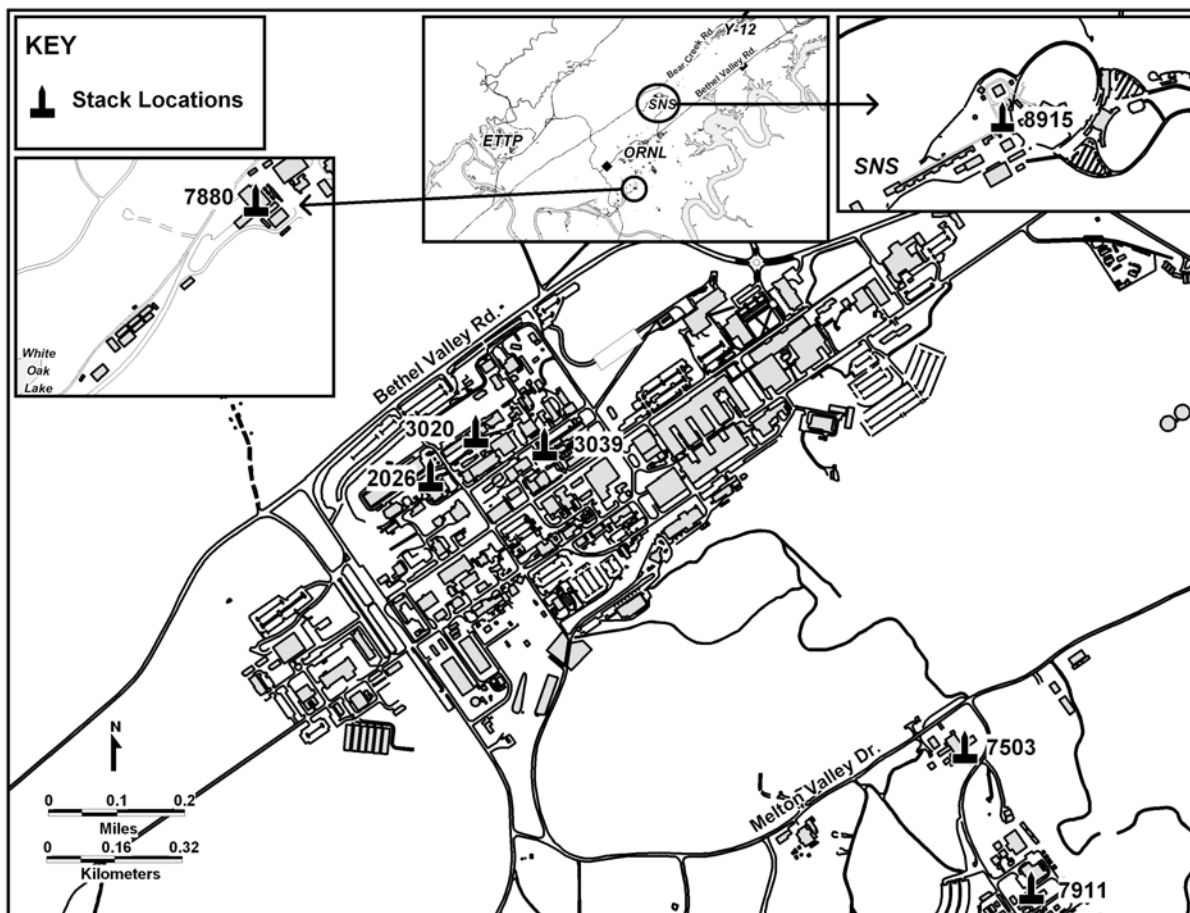 KEY
Stack Locations
Y-12
Bear Creek Rd.
Bethel Valley Rd.
SNS
ETTP
ORNL
8915
SNS
7880
White
Oak
Lake
Bethel Valley Rd.
3020
3039
2026
N
0 0.1 0.2
Miles
0 0.16 0.32
Kilometers
Melton Valley Dr.
7503
7911